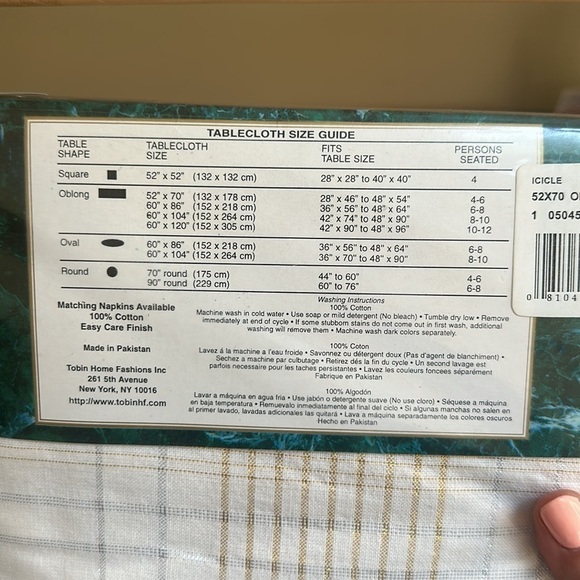 TABLECLOTH SIZE GUIDE
TABLE SHAPE TABLECLOTH SIZE FITS TABLE SIZE PERSONS SEATED
Square 52" x 52" (132 x 132 cm) 28" x 28" to 40" x 40" 4
Oblong 52" x 70" (132 x 178 cm) 28" x 46" to 48" x 54" 4-6
60" x 86" (152 x 218 cm) 36" x 56" to 48" x 64" 6-8
60" x 104" (152 x 264 cm) 42" x 74" to 48" x 90" 8-10
60" x 120" (152 x 305 cm) 42" x 90" to 48" x 96" 10-12
Oval 60" x 86" (152 x 218 cm) 36" x 56" to 48" x 64" 6-8
60" x 104" (152 x 264 cm) 36" x 70" to 48" x 90" 8-10
Round 70" round (175 cm) 44" to 60" 4-6
90" round (229 cm) 60" to 76" 6-8
Matching Napkins Available
100% Cotton
Easy Care Finish
Made in Pakistan
Tobin Home Fashions Inc
261 5th Avenue
New York, NY 10016
http://www.tobinhf.com
Washing Instructions
100% Cotton
Machine wash in cold water • Use soap or mild detergent (No bleach) • Tumble dry low • Remove
immediately at end of cycle • If some stubborn stains do not come out in first wash, additional
washing will remove them • Machine wash dark colors separately.
100% Coton
Lavez á la machine a l'eau froide • Savonnez ou détergent doux (Pas d'agent de blanchiment) •
Sechez a machine par culbutage • Retirez dés la fin du cycle • Un second lavage est
parfois necessaire pour les taches persistantes • Lavez les couleurs foncees séparément
Fabrique en Pakistan
100% Algodón
Lavar a máquina en agua fria • Use jabón o detergente suave (No use cloro) • Séquese a máquina
en baja temperatura • Remuevalo inmediatamente al final del ciclo • Si algunas manchas no salen en
al primer lavado, lavadas adicionales las quitará • Lava a máquina separadamente los colores oscuros
Hecho en Pakistan
ICICLE
52X70
1 05045
0 8104